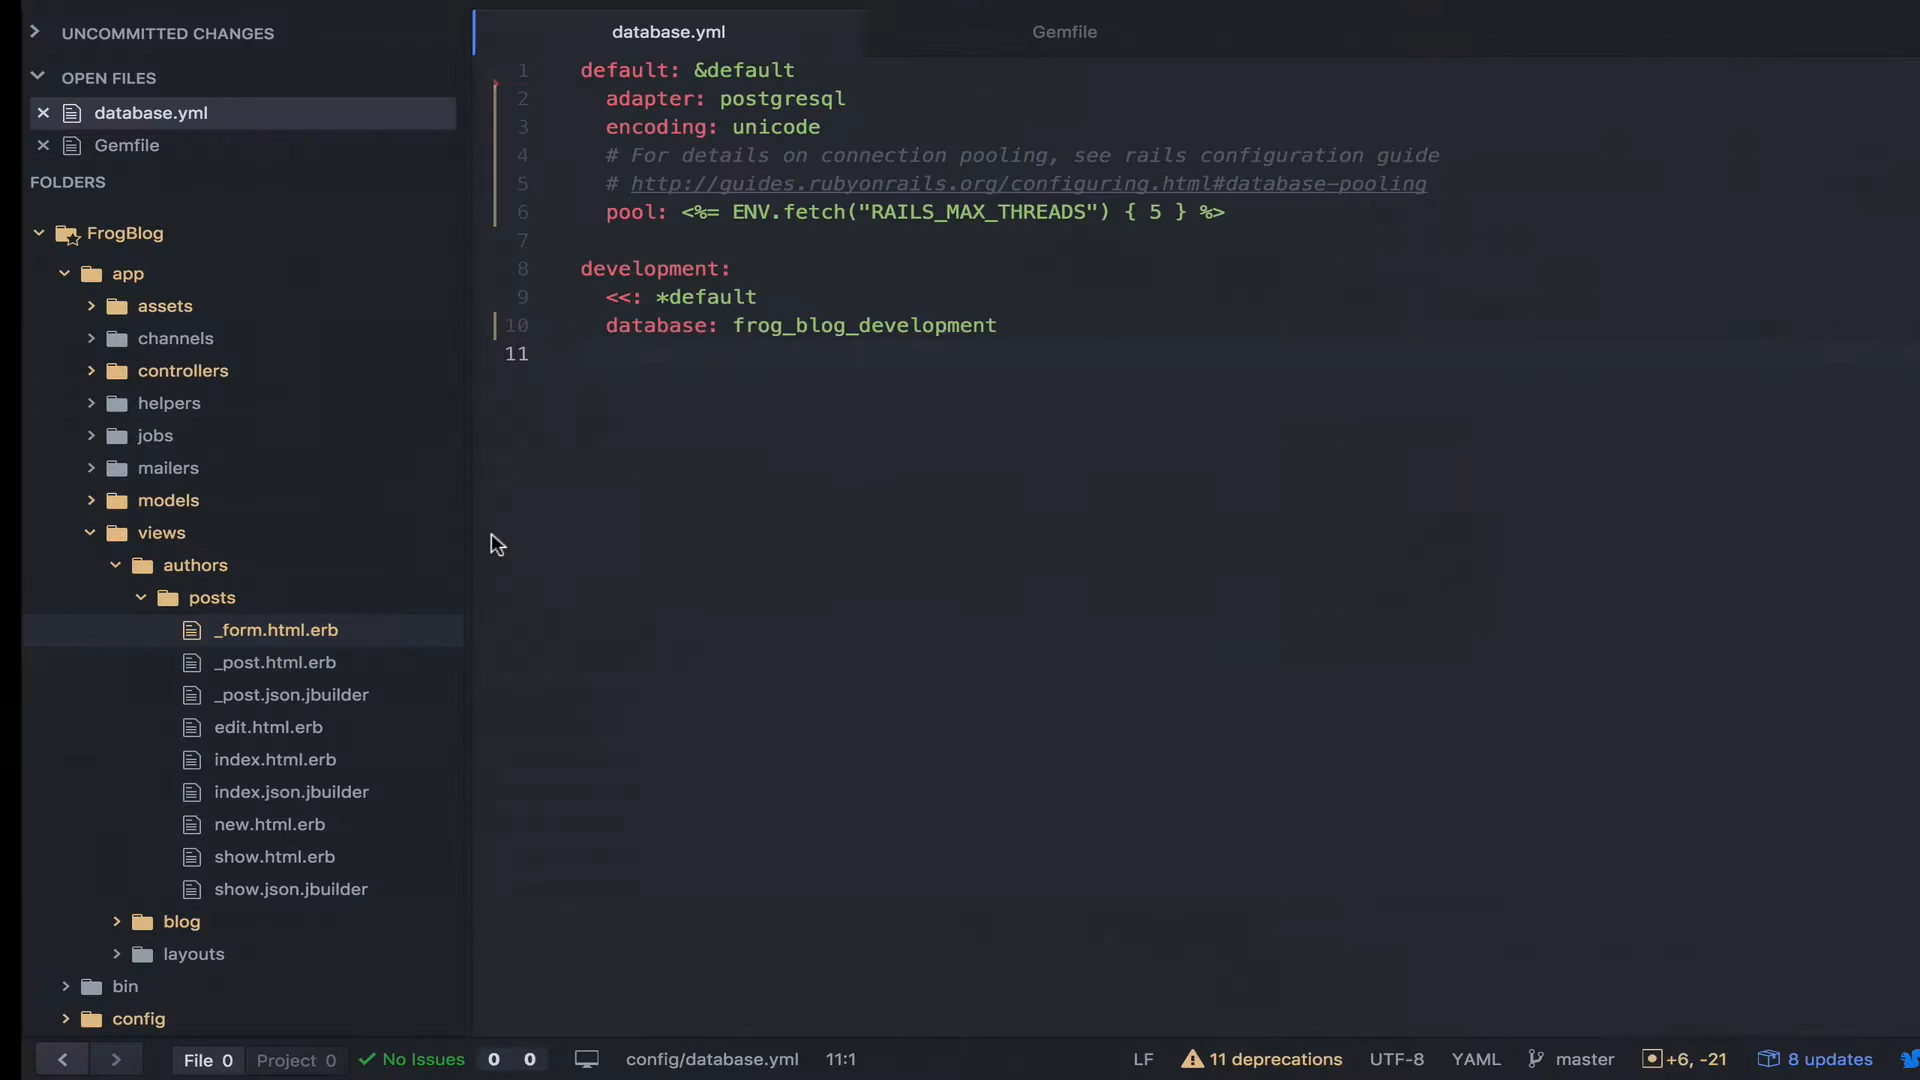 UNCOMMITTED CHANGES
OPEN FILES
database.yml
Gemfile
FOLDERS
FrogBlog
app
assets
channels
controllers
helpers
jobs
mailers
models
views
authors
posts
_form.html.erb
_post.html.erb
_post.json.jbuilder
edit.html.erb
index.html.erb
index.json.jbuilder
new.html.erb
show.html.erb
show.json.jbuilder
blog
layouts
bin
config
database.yml Gemfile
1 default: &default
2 adapter: postgresql
3 encoding: unicode
4 # For details on connection pooling, see rails configuration guide
5 # http://guides.rubyonrails.org/configuring.html#database-pooling
6 pool: <%= ENV.fetch("RAILS_MAX_THREADS") { 5 } %>
7
8 development:
9 <<: *default
10 database: frog_blog_development
11
File 0 Project 0 No Issues 0 0 config/database.yml 11:1 LF 11 deprecations UTF-8 YAML master +6, -21 8 updates